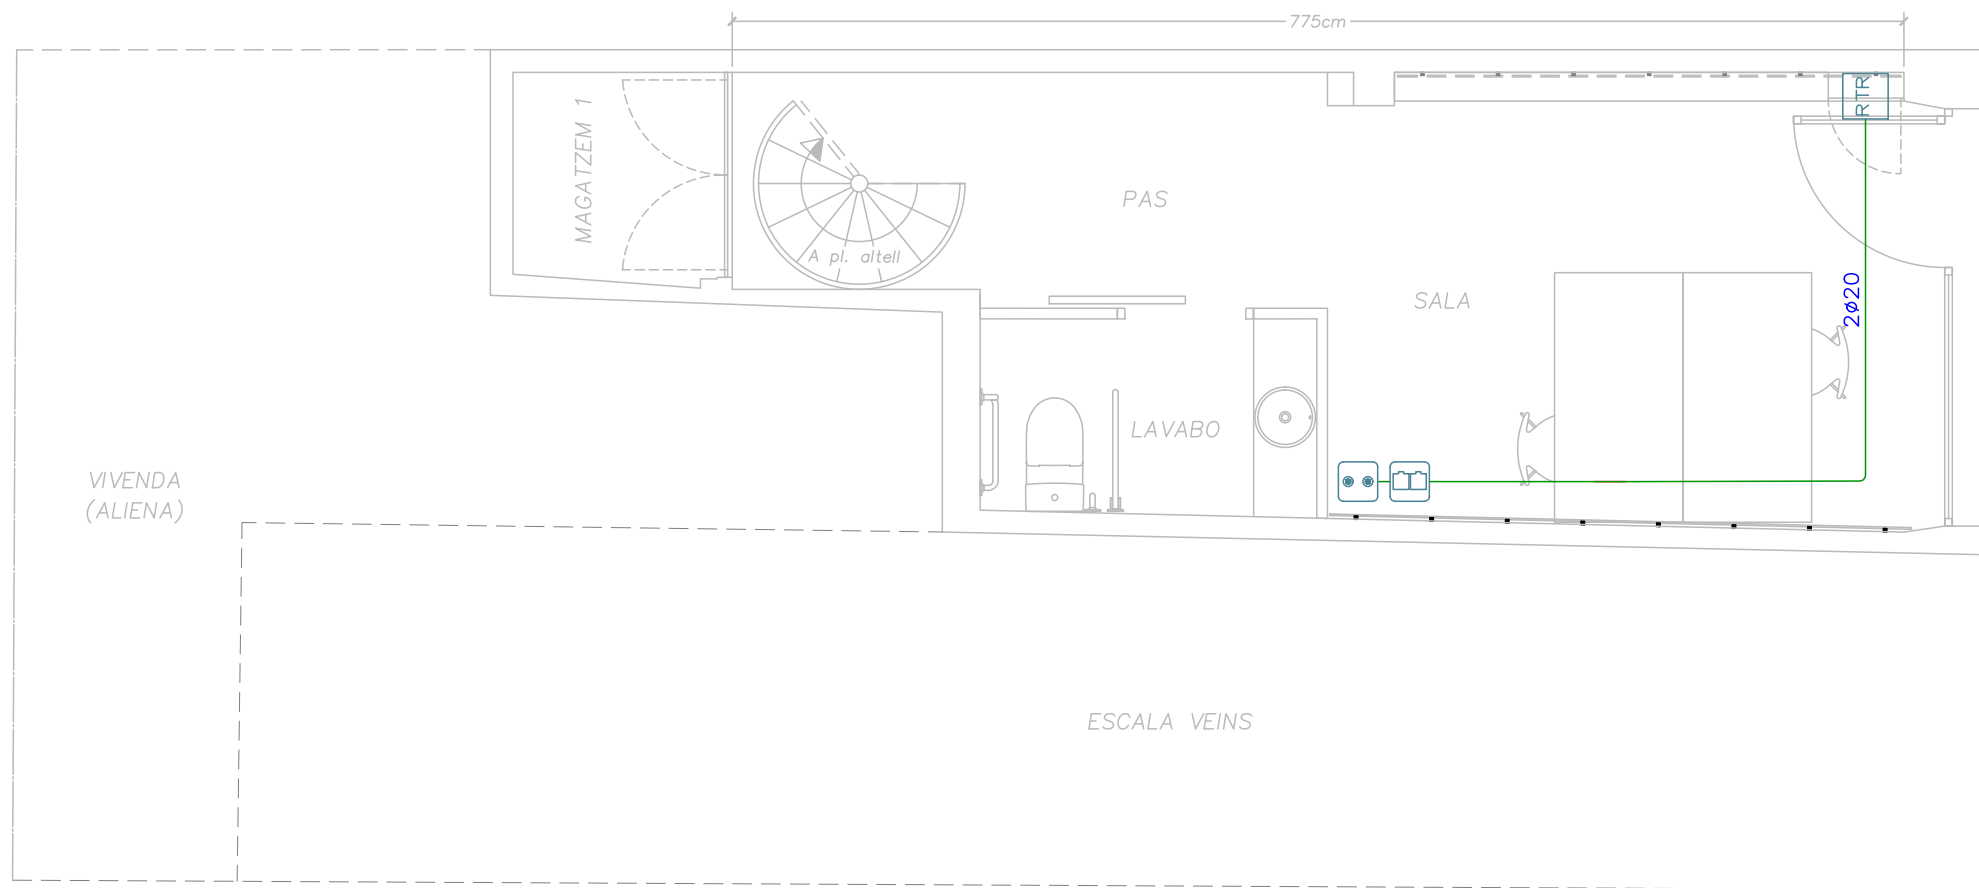 775cm
RTR
MAGATZEM 1
PAS
A pl. altell
SALA
2ø20
LAVABO
VIVENDA
(ALIENA)
ESCALA VEINS